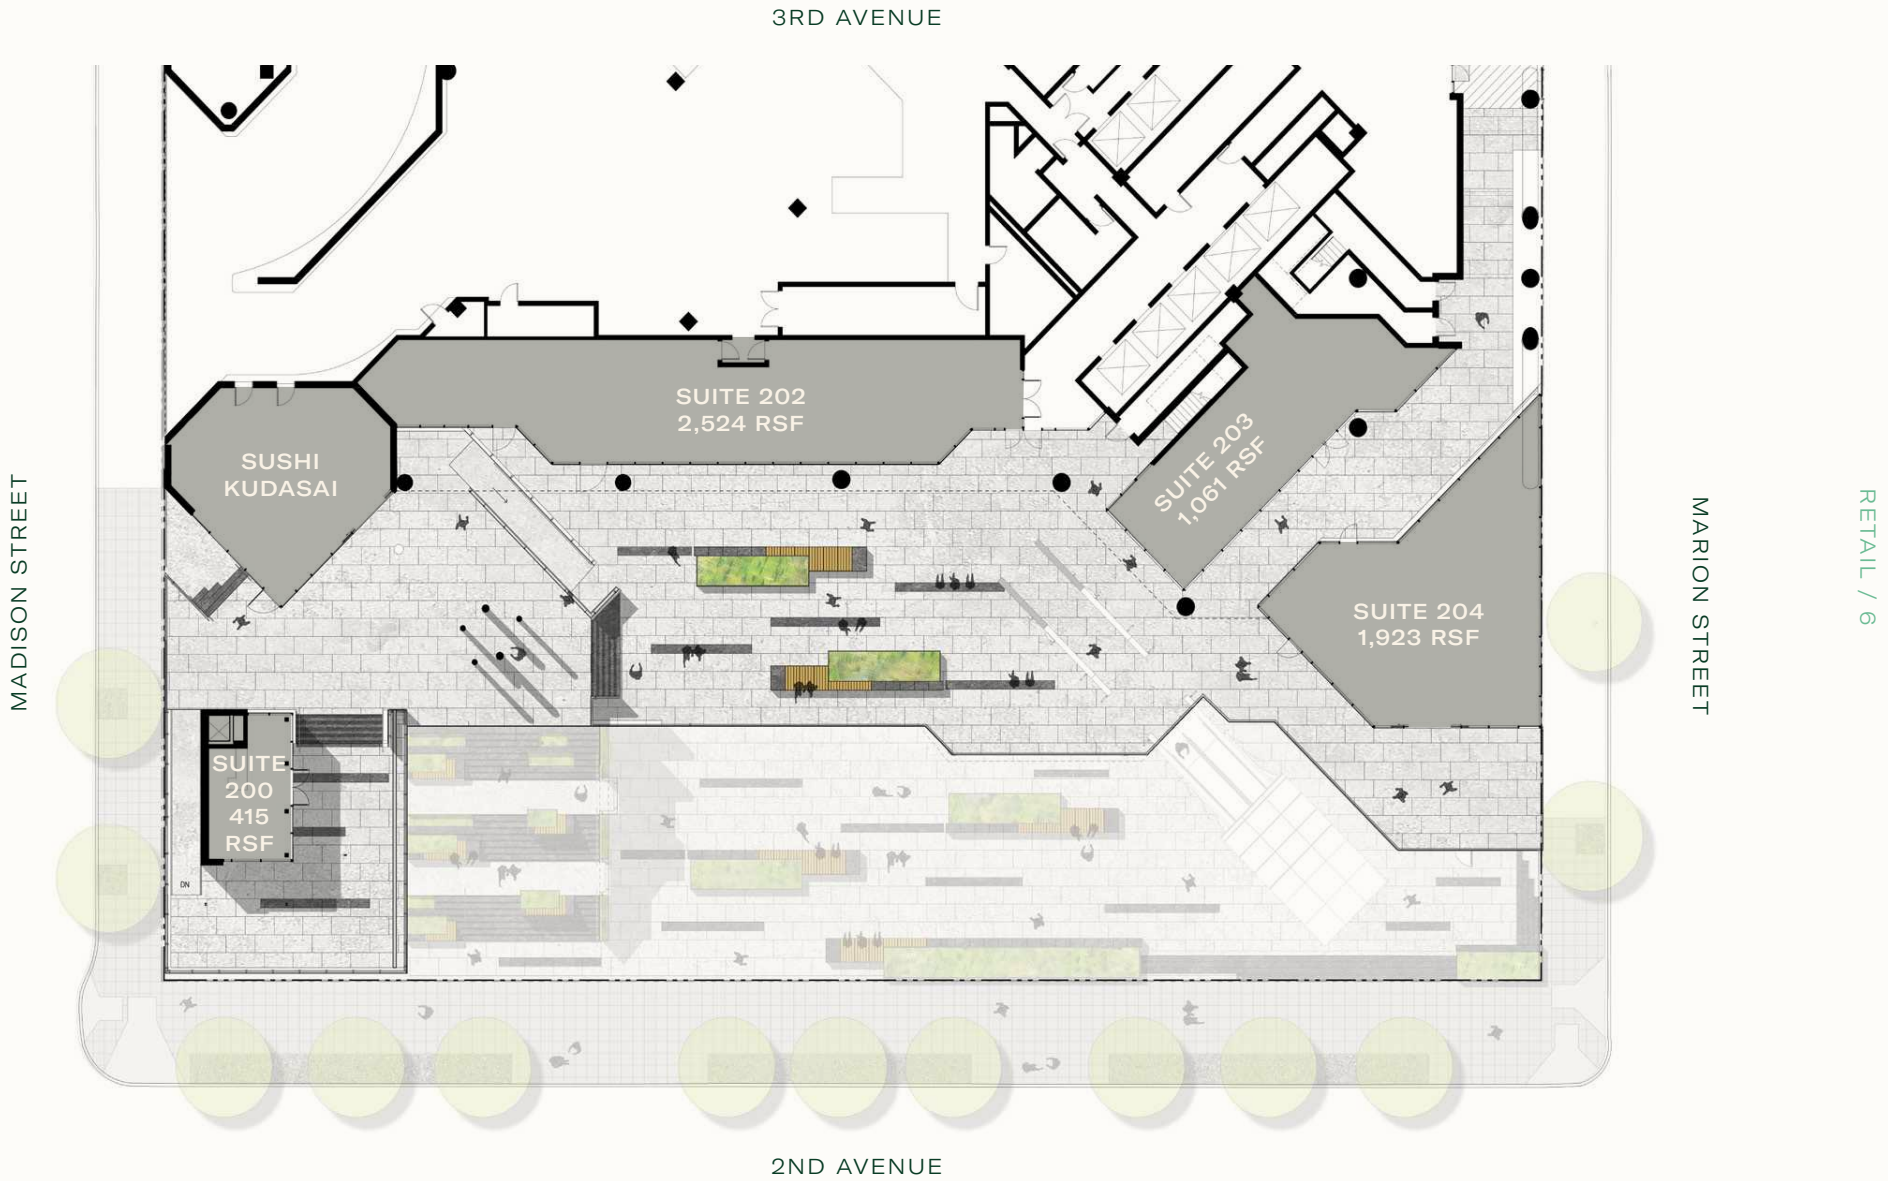 3RD AVENUE
SUITE 202
2,524 RSF
SUSHI
KUDASAI
SUITE 203
1,061 RSF
SUITE 204
1,923 RSF
SUITE
200
415
RSF
DN
MADISON STREET
MARION STREET
RETAIL / 6
2ND AVENUE